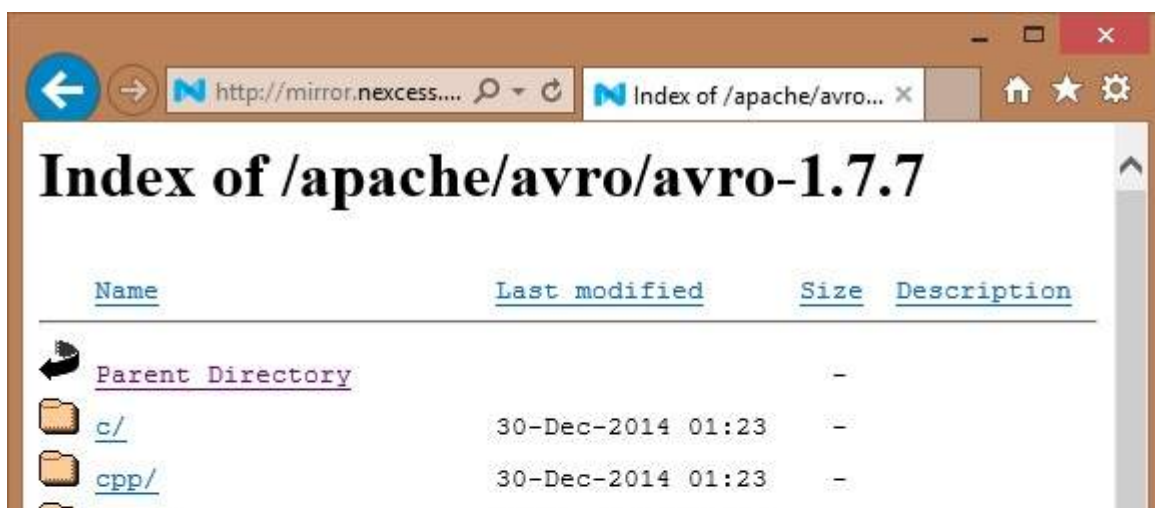 http://mirror.nexcess.... Index of /apache/avro...
Index of /apache/avro/avro-1.7.7
Name Last modified Size Description
Parent Directory -
c/ 30-Dec-2014 01:23 -
cpp/ 30-Dec-2014 01:23 -